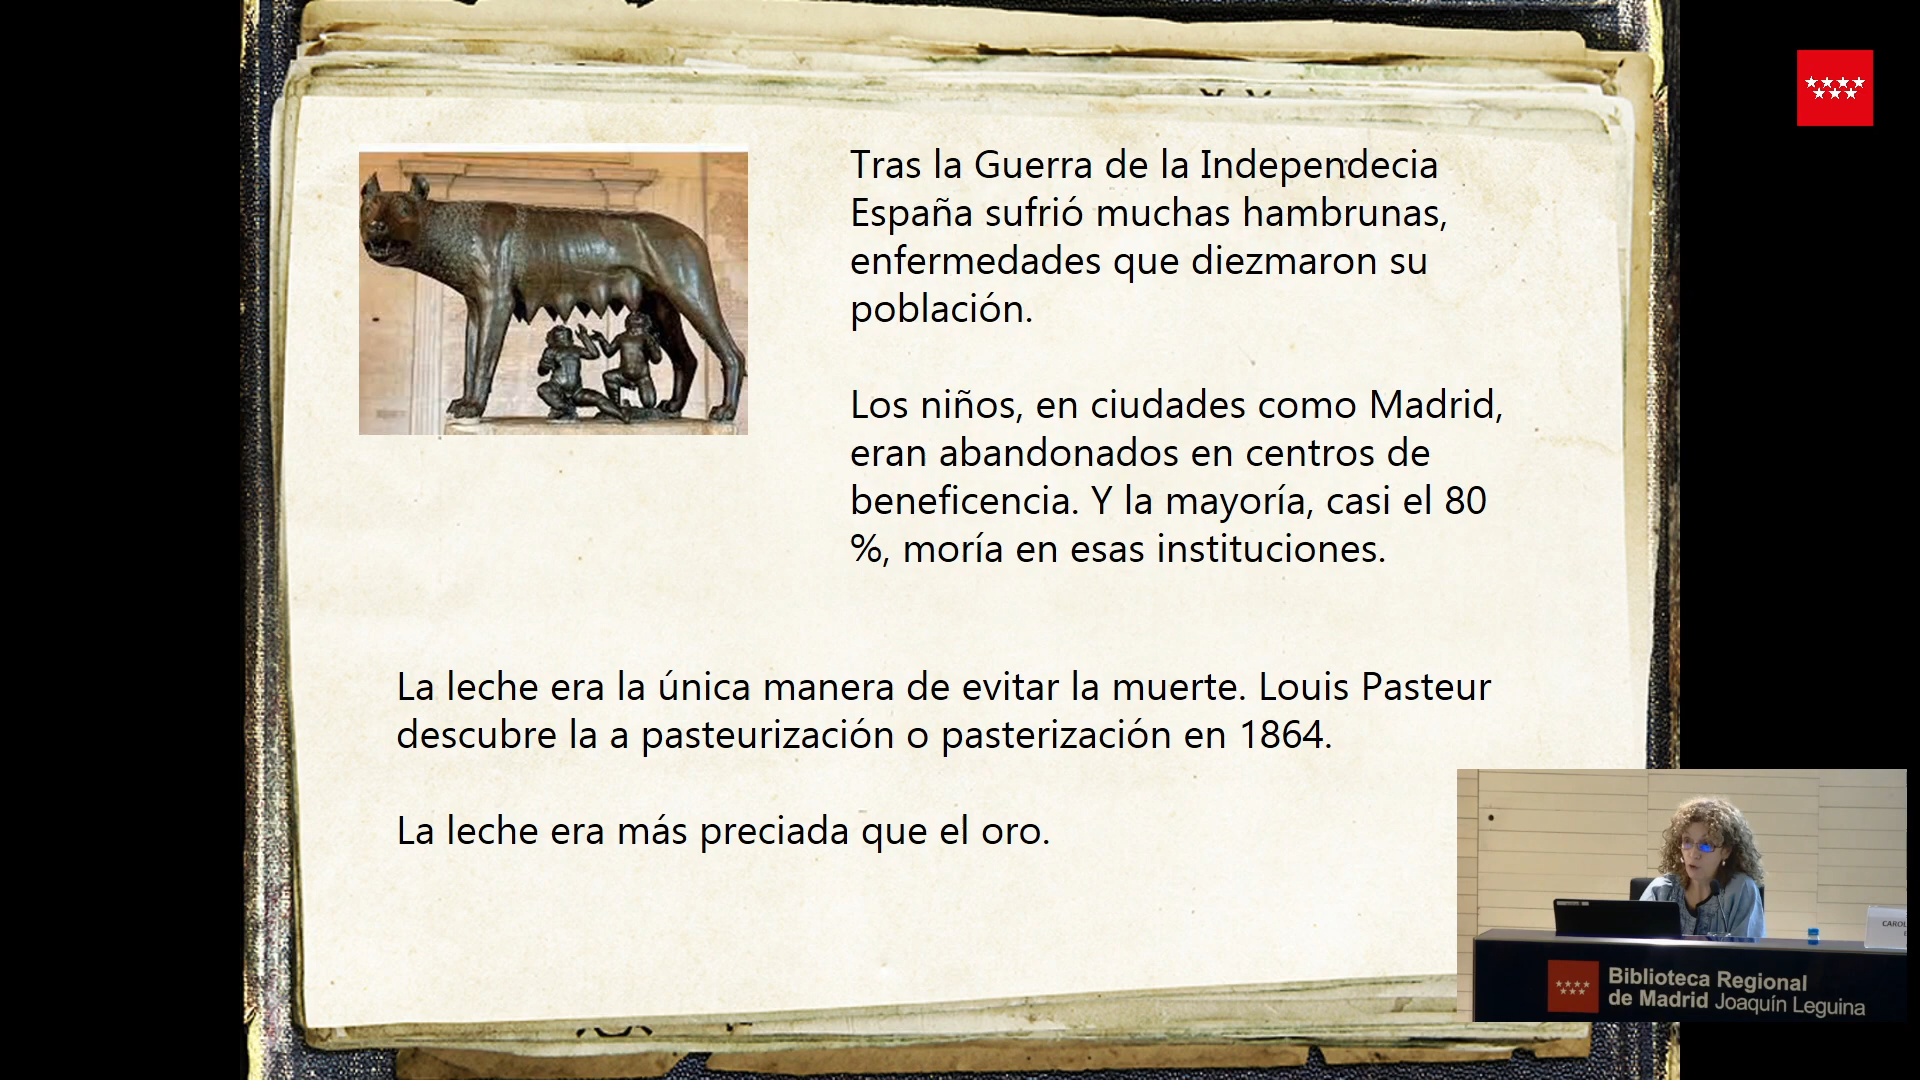 Tras la Guerra de la Independecia
España sufrió muchas hambrunas,
enfermedades que diezmaron su
población.
Los niños, en ciudades como Madrid,
eran abandonados en centros de
beneficencia. Y la mayoría, casi el 80
%, moría en esas instituciones.
La leche era la única manera de evitar la muerte. Louis Pasteur
descubre la a pasteurización o pasterización en 1864.
La leche era más preciada que el oro.
Biblioteca Regional
de Madrid Joaquín Leguina